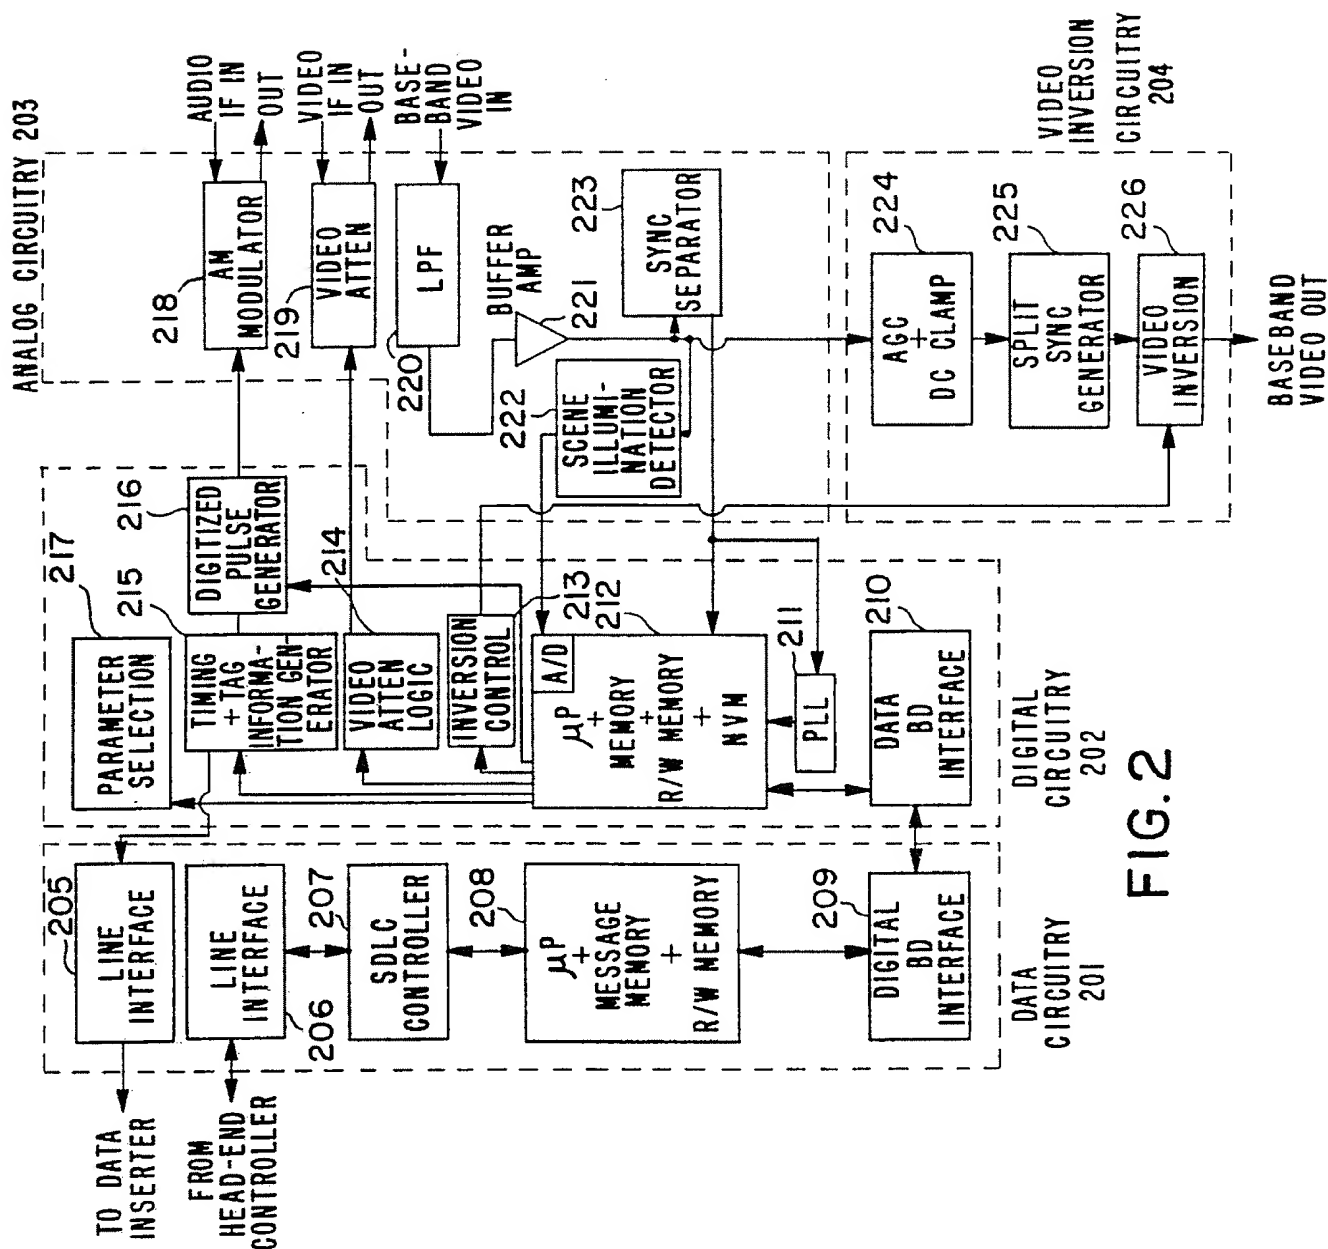 ANALOG CIRCUITRY 203
AUDIO
IF IN
OUT
VIDEO
IF IN
OUT
BASE-
BAND
VIDEO
IN
218
AM
MODULATOR
219
VIDEO
ATTEN
220
LPF
BUFFER
AMP
221
222
SCENE
ILLUMI-
NATION
DETECTOR
223
SYNC
SEPARATOR
VIDEO
INVERSION
CIRCUITRY
204
224
AGC
+
DC CLAMP
225
SPLIT
SYNC
GENERATOR
226
VIDEO
INVERSION
BASEBAND
VIDEO OUT
217
PARAMETER
SELECTION
215
TIMING
+ TAG
INFORMA-
TION GEN-
ERATOR
216
DIGITIZED
PULSE
GENERATOR
214
VIDEO
ATTEN
LOGIC
213
INVERSION
CONTROL
212
A/D
μP
+
MEMORY
+
R/W MEMORY
+
NVM
211
PLL
210
DATA
BD
INTERFACE
DIGITAL
CIRCUITRY
202
205
LINE
INTERFACE
206
LINE
INTERFACE
207
SDLC
CONTROLLER
208
μP
+
MESSAGE
MEMORY
+
R/W MEMORY
209
DIGITAL
BD
INTERFACE
DATA
CIRCUITRY
201
TO DATA
INSERTER
FROM
HEAD-END
CONTROLLER
FIG. 2